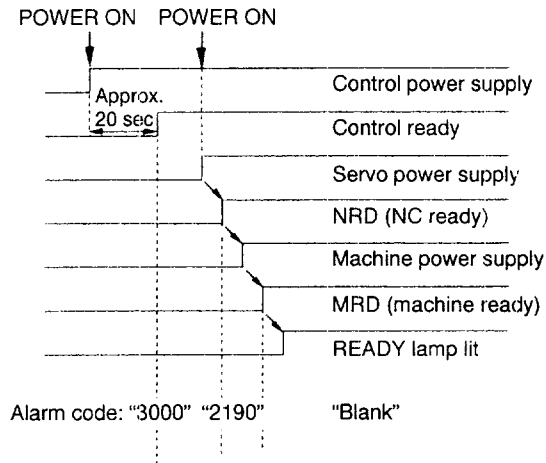 POWER ON POWER ON
Approx.
20 sec
Control power supply
Control ready
Servo power supply
NRD (NC ready)
Machine power supply
MRD (machine ready)
READY lamp lit
Alarm code: "3000" "2190" "Blank"